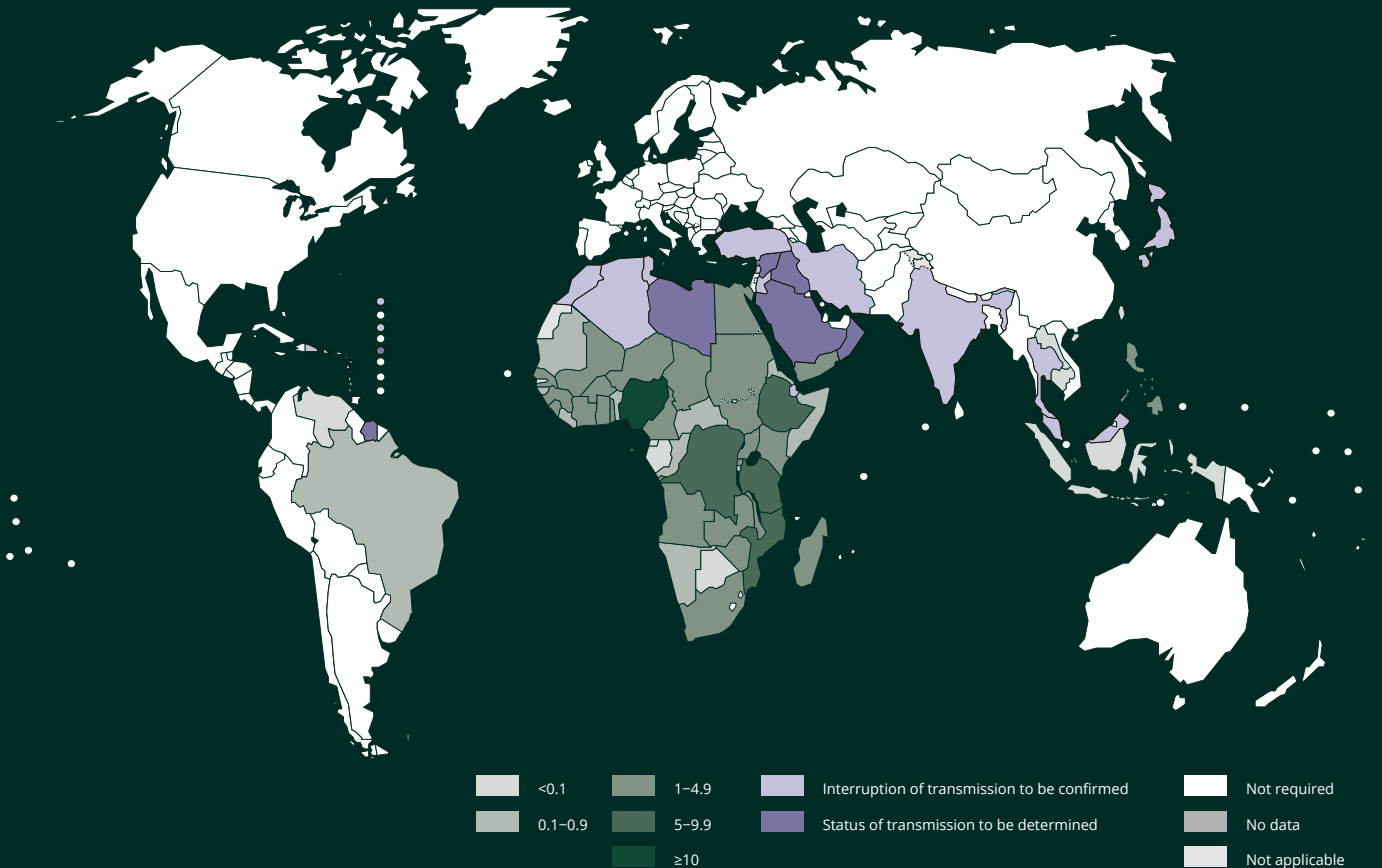 <0.1
1–4.9
Interruption of transmission to be confirmed
Not required
0.1–0.9
5–9.9
Status of transmission to be determined
No data
≥10
Not applicable